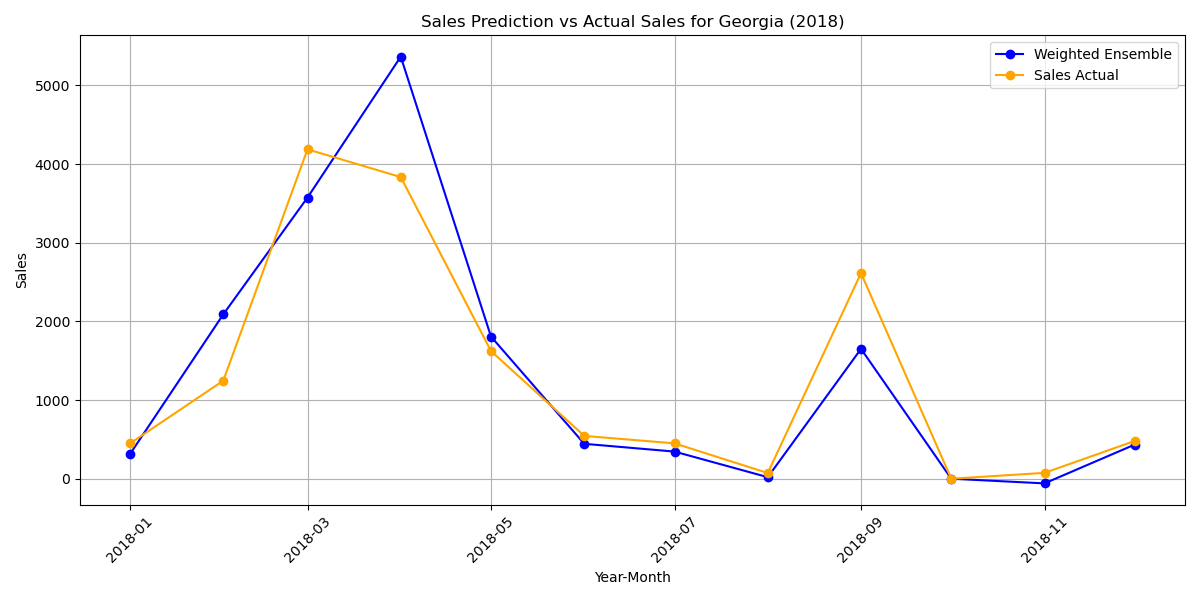 Sales Prediction vs Actual Sales for Georgia (2018)
Weighted Ensemble
Sales Actual
Sales
5000
4000
3000
2000
1000
0
2018-01
2018-03
2018-05
2018-07
2018-09
2018-11
Year-Month